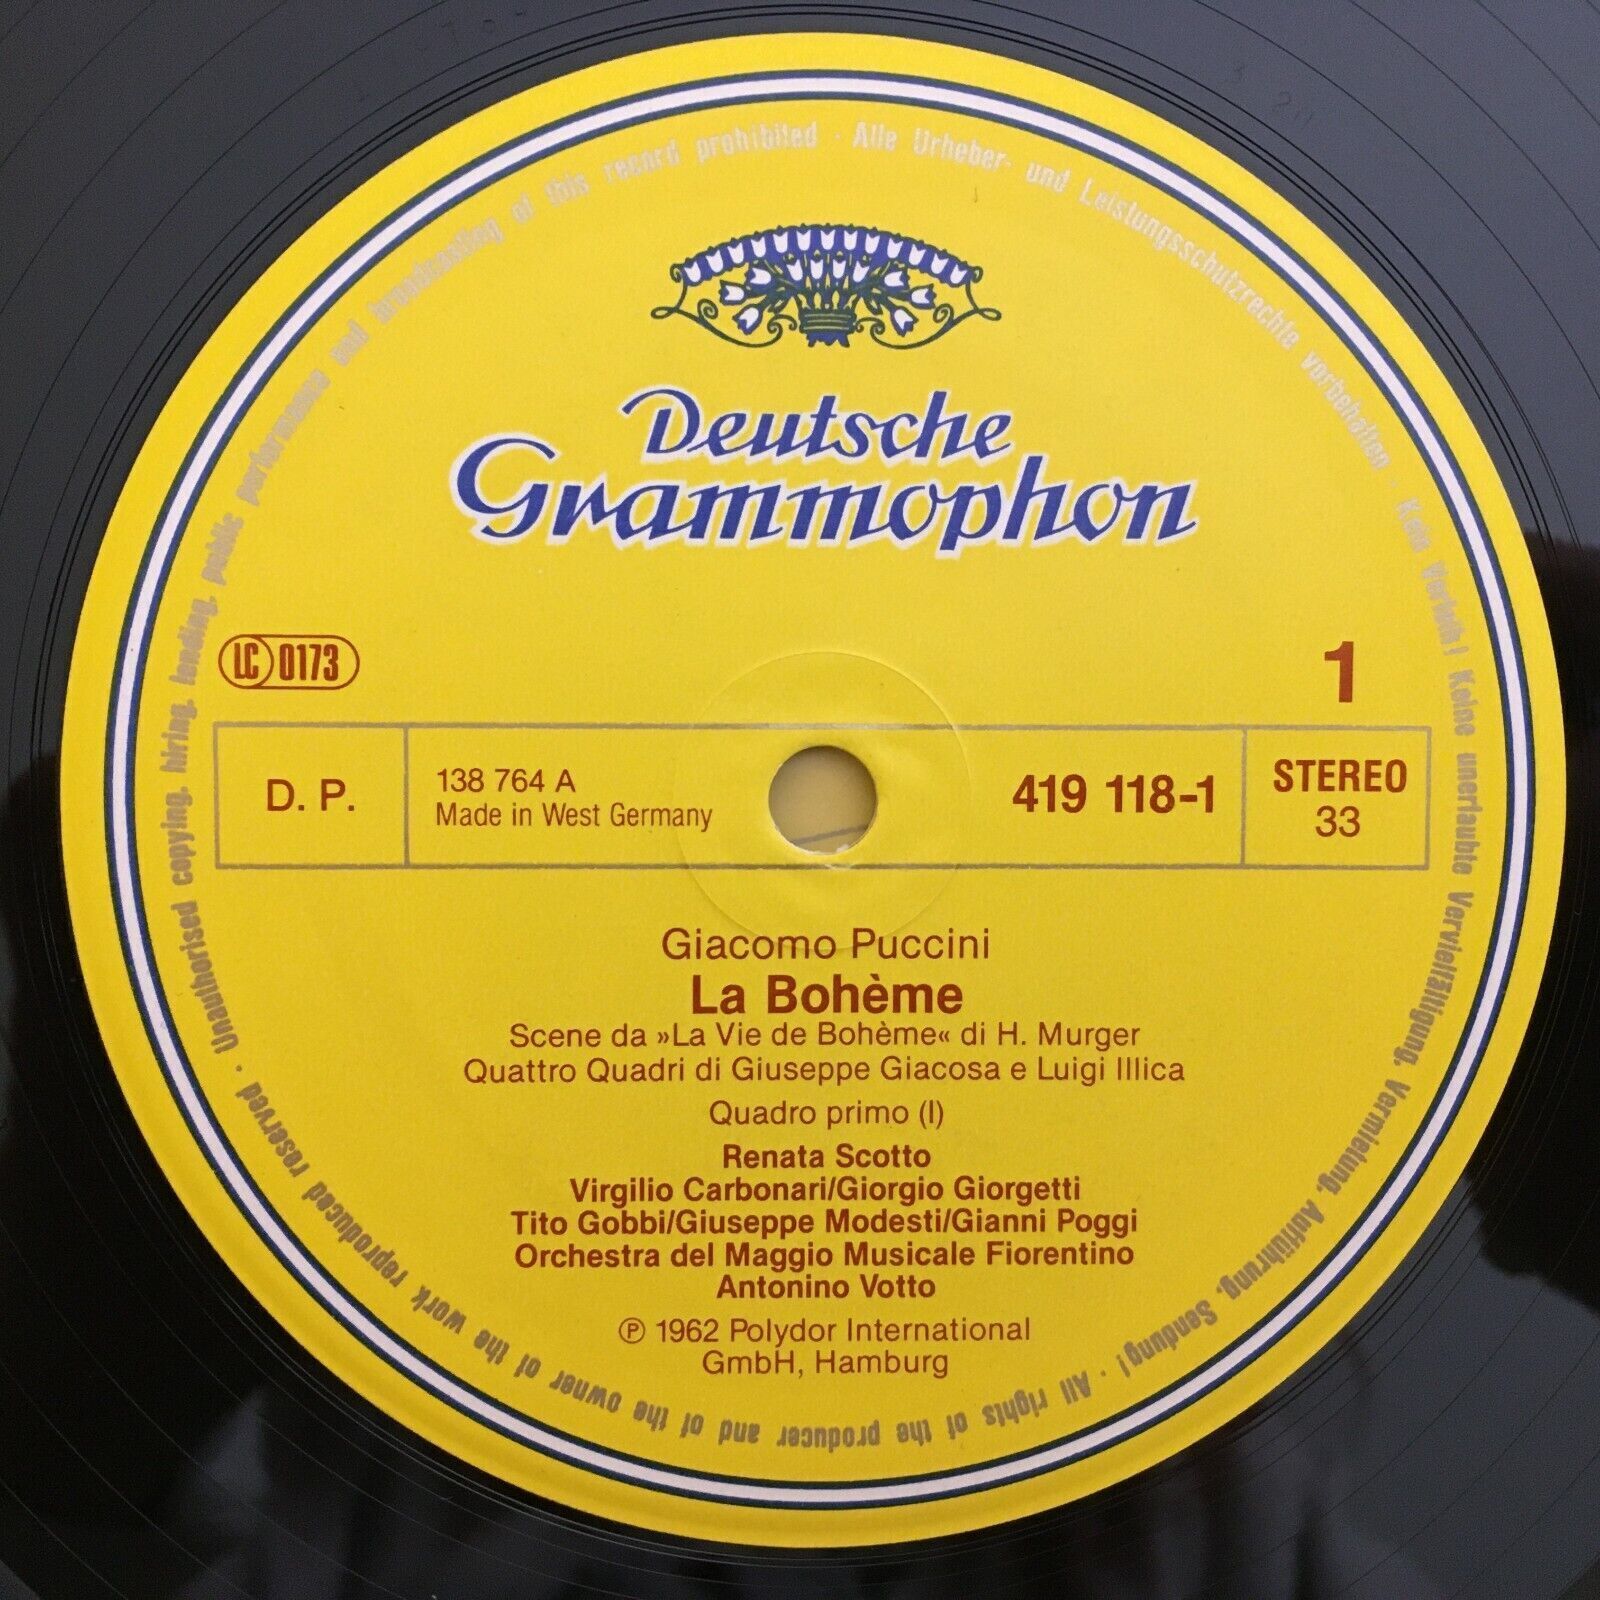 Deutsche
Grammophon
LC 0173
1
D. P.
138 764 A
Made in West Germany
419 118-1
STEREO
33
Giacomo Puccini
La Bohème
Scene da »La Vie de Bohème« di H. Murger
Quattro Quadri di Giuseppe Giacosa e Luigi Illica
Quadro primo (I)
Renata Scotto
Virgilio Carbonari/Giorgio Giorgetti
Tito Gobbi/Giuseppe Modesti/Gianni Poggi
Orchestra del Maggio Musicale Fiorentino
Antonino Votto
℗ 1962 Polydor International
GmbH, Hamburg
Alle Urheber- und Leistungsschutzrechte vorbehalten · Kein Verleih! Keine unerlaubte Vervielfältigung, Vermietung, Aufführung, Sendung! · All rights of the producer and of the owner of the work reproduced reserved · Unauthorised copying, hiring, lending, public performance and broadcasting of this record prohibited ·